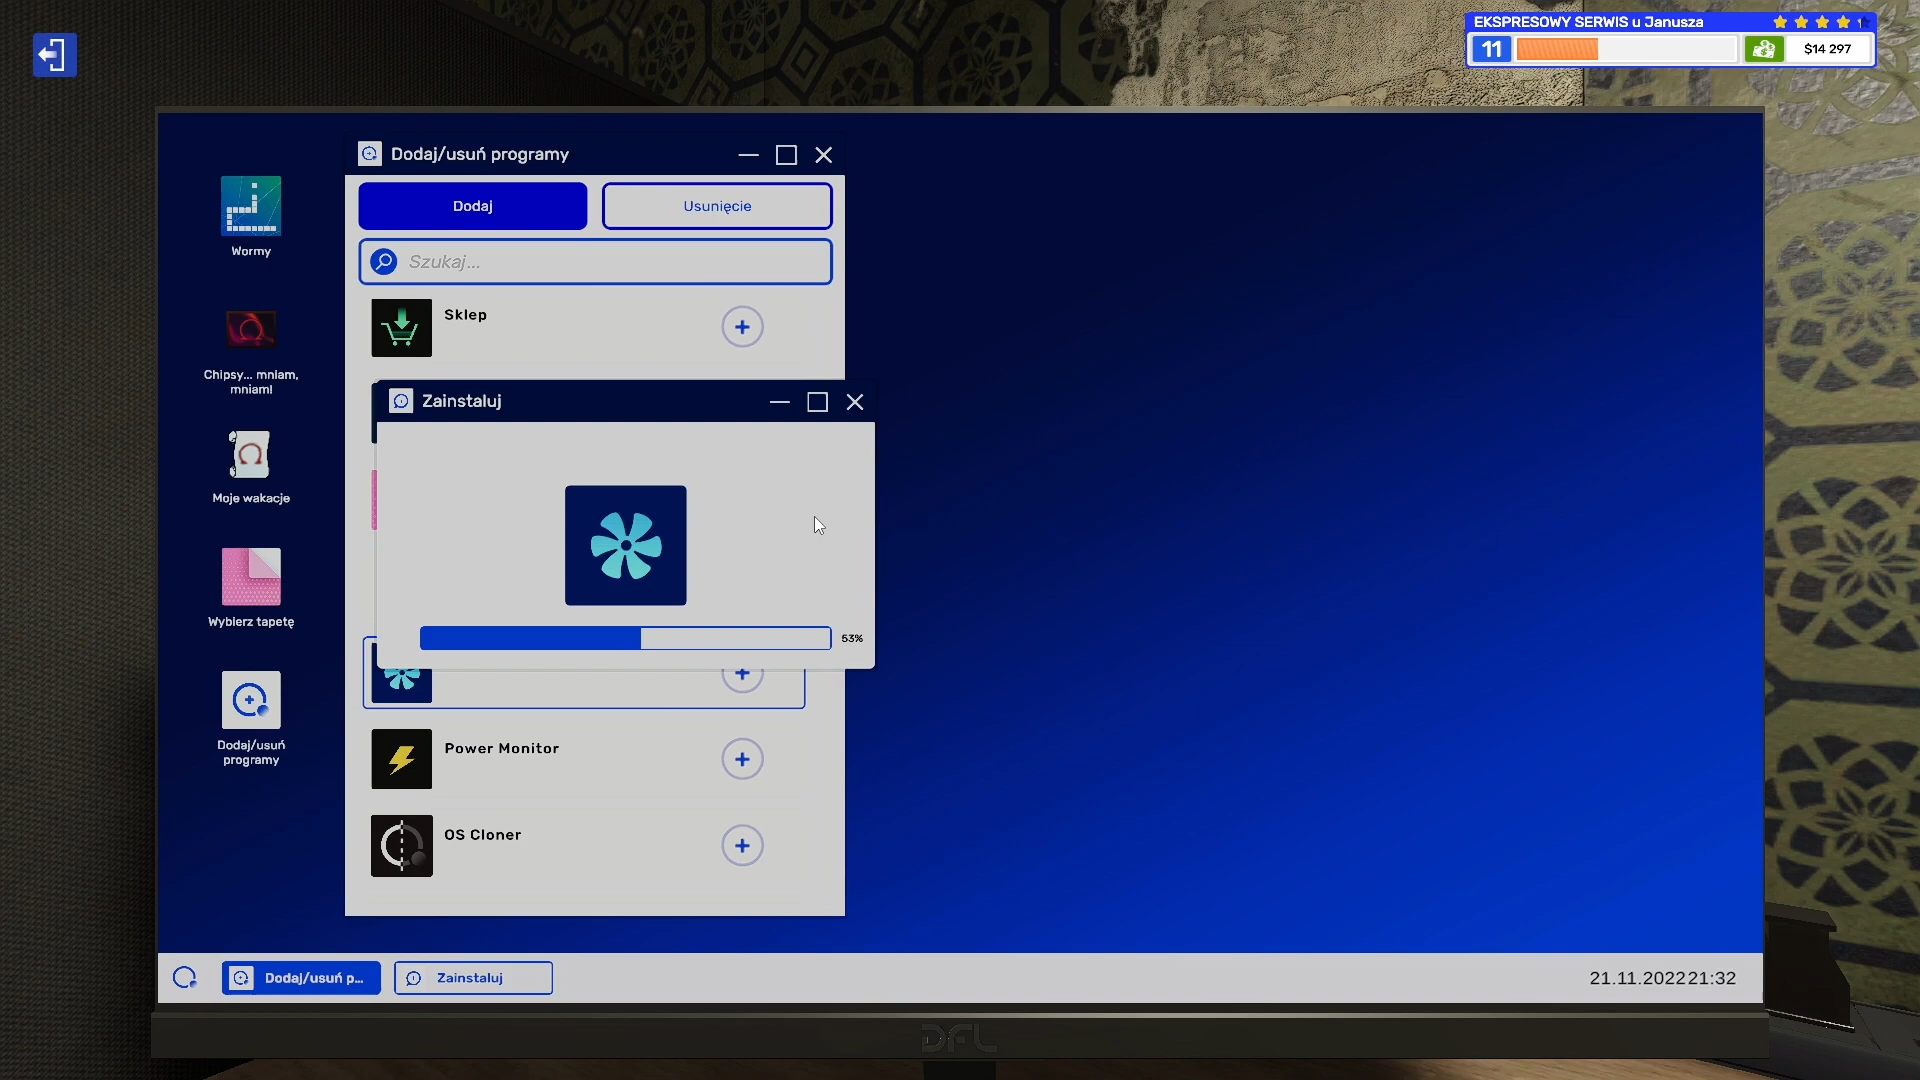 EKSPRESOWY SERWIS u Janusza
11
$14 297
Dodaj/usuń programy
Dodaj
Usunięcie
Szukaj...
Sklep
Zainstaluj
53%
Power Monitor
OS Cloner
Wormy
Chipsy... mniam,
mniam!
Moje wakacje
Wybierz tapetę
Dodaj/usuń
programy
Dodaj/usuń p...
Zainstaluj
21.11.2022 21:32
DFL